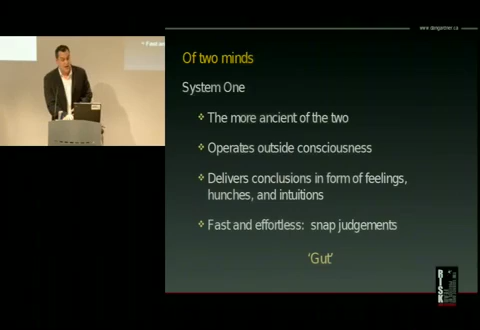 www.dangardner.ca
Of two minds
System One
The more ancient of the two
Operates outside consciousness
Delivers conclusions in form of feelings,
hunches, and intuitions
Fast and effortless: snap judgements
'Gut'
RISK